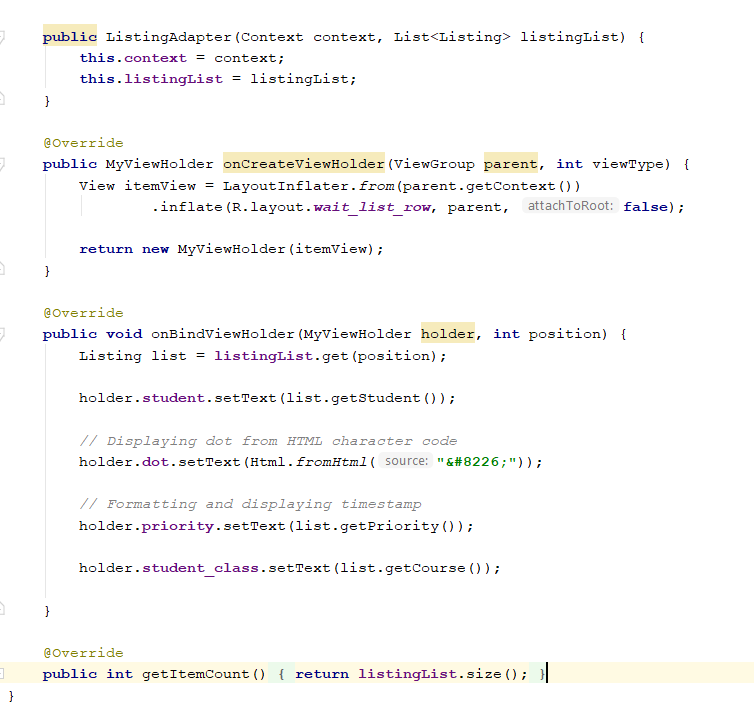 public ListingAdapter(Context context, List<Listing> listingList) {
this.context = context;
this.listingList = listingList;
}
@Override
public MyViewHolder onCreateViewHolder(ViewGroup parent, int viewType) {
View itemView = LayoutInflater.from(parent.getContext())
.inflate(R.layout.wait_list_row, parent, attachToRoot: false);
return new MyViewHolder(itemView);
}
@Override
public void onBindViewHolder(MyViewHolder holder, int position) {
Listing list = listingList.get(position);
holder.student.setText(list.getStudent());
// Displaying dot from HTML character code
holder.dot.setText(Html.fromHtml( source: "&#8226;"));
// Formatting and displaying timestamp
holder.priority.setText(list.getPriority());
holder.student_class.setText(list.getCourse());
}
@Override
public int getItemCount() { return listingList.size(); }
}